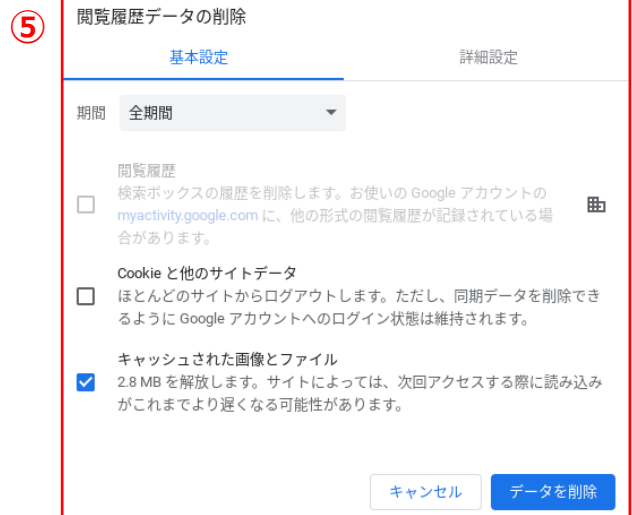 ⑤
閲覧履歴データの削除
基本設定 詳細設定
期間 全期間
閲覧履歴
検索ボックスの履歴を削除します。お使いの Google アカウントの
myactivity.google.com に、他の形式の閲覧履歴が記録されている場
合があります。
Cookie と他のサイトデータ
ほとんどのサイトからログアウトします。ただし、同期データを削除でき
るように Google アカウントへのログイン状態は維持されます。
キャッシュされた画像とファイル
2.8 MB を解放します。サイトによっては、次回アクセスする際に読み込み
がこれまでより遅くなる可能性があります。
キャンセル データを削除